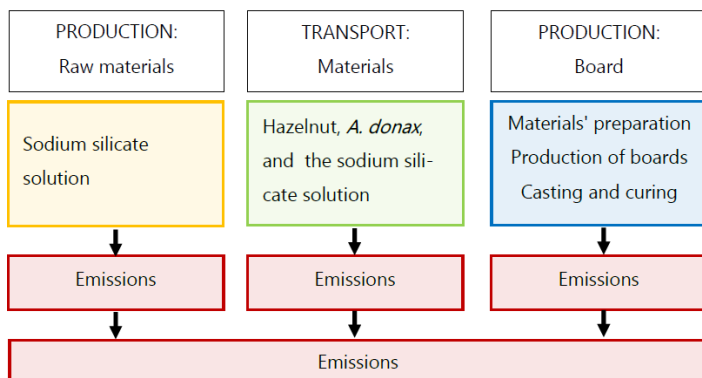 PRODUCTION:
Raw materials
TRANSPORT:
Materials
PRODUCTION:
Board
Sodium silicate
solution
Hazelnut, A. donax,
and the sodium sili-
cate solution
Materials' preparation
Production of boards
Casting and curing
Emissions
Emissions
Emissions
Emissions